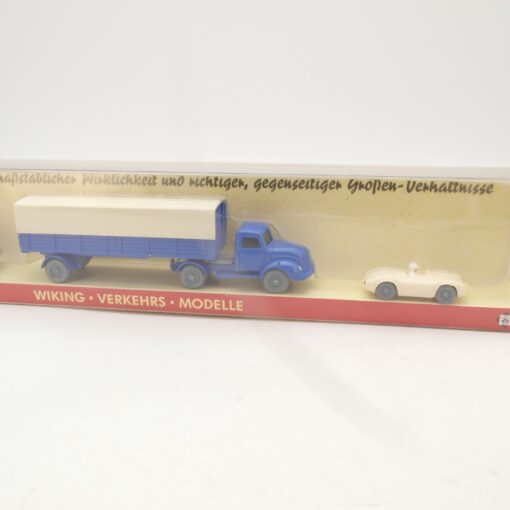 maßstäblicher Wirklichkeit und richtiger, gegenseitiger Größen-Verhältnisse
WIKING • VERKEHRS • MODELLE